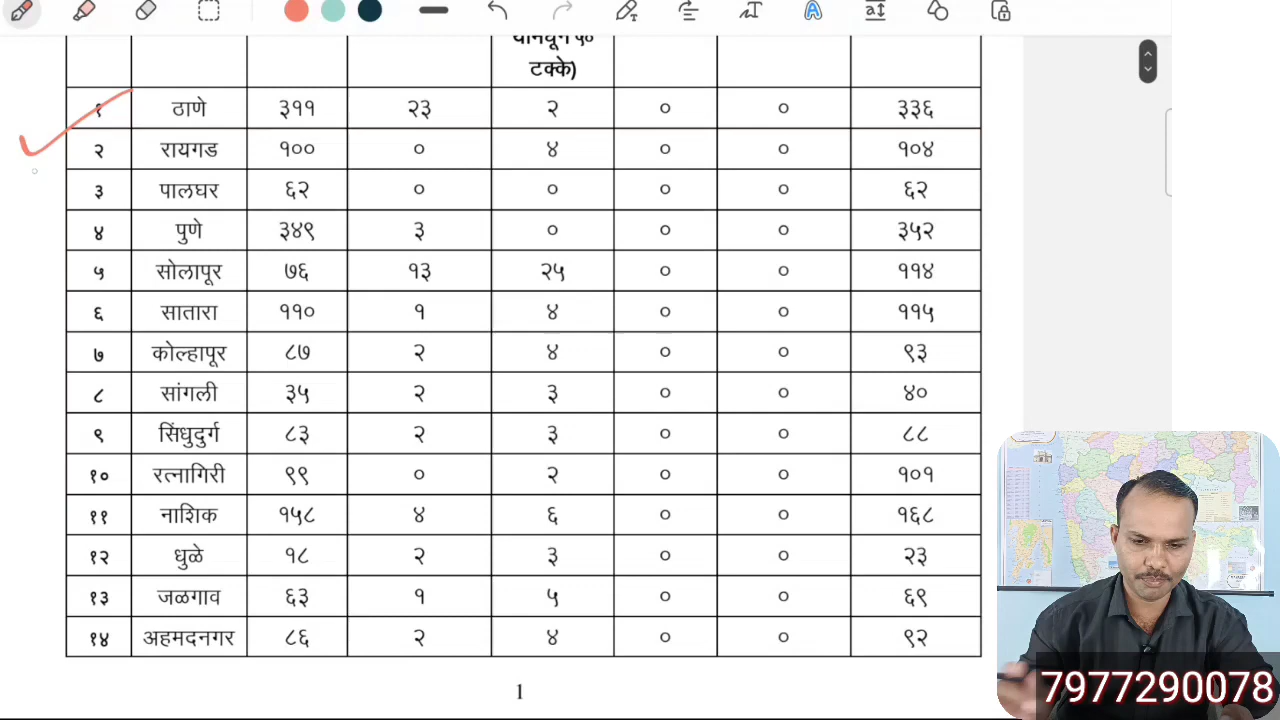 टक्के)
१ ठाणे ३११ २३ २ ० ० ३३६
२ रायगड १०० ० ४ ० ० १०४
३ पालघर ६२ ० ० ० ० ६२
४ पुणे ३४९ ३ ० ० ० ३५२
५ सोलापूर ७६ १३ २५ ० ० ११४
६ सातारा ११० १ ४ ० ० ११५
७ कोल्हापूर ८७ २ ४ ० ० ९३
८ सांगली ३५ २ ३ ० ० ४०
९ सिंधुदुर्ग ८३ २ ३ ० ० ८८
१० रत्नागिरी ९९ ० २ ० ० १०१
११ नाशिक १५८ ४ ६ ० ० १६८
१२ धुळे १८ २ ३ ० ० २३
१३ जळगाव ६३ १ ५ ० ० ६९
१४ अहमदनगर ८६ २ ४ ० ० ९२
1
7977290078